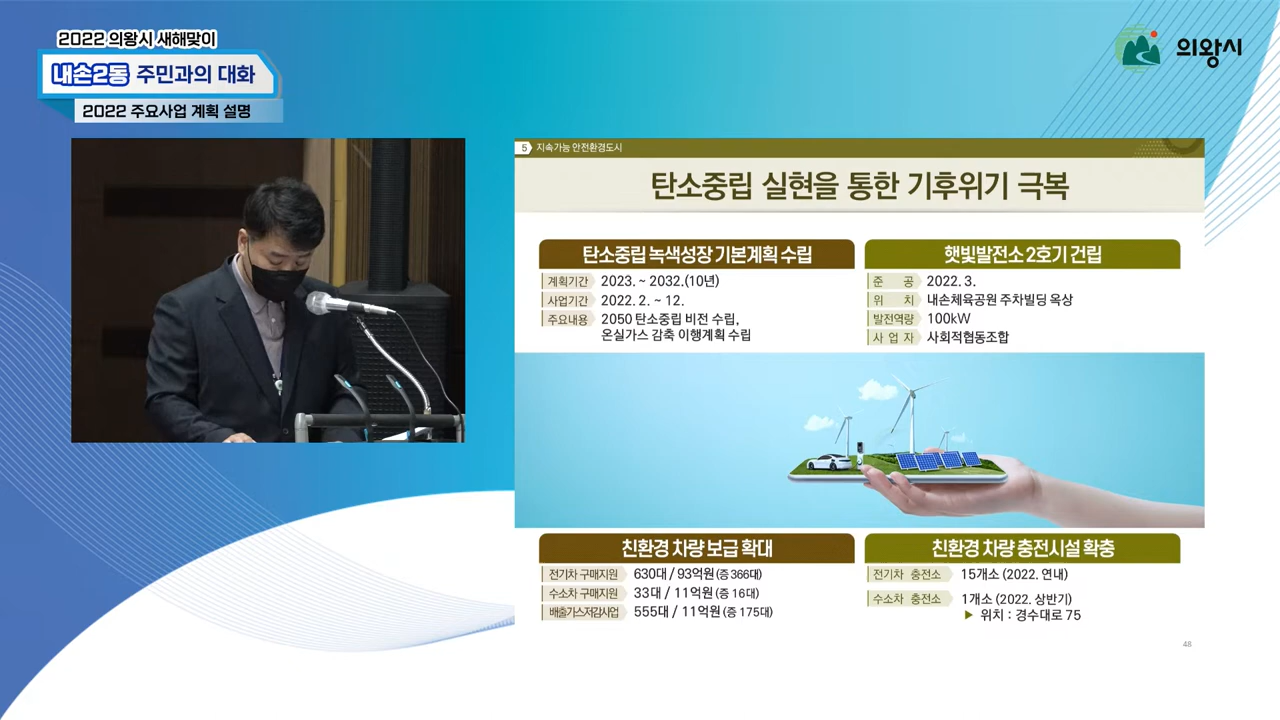 2022 의왕시 새해맞이
내손2동 주민과의 대화
2022 주요사업 계획 설명
의왕시
5 지속가능 안전환경도시
탄소중립 실현을 통한 기후위기 극복
탄소중립 녹색성장 기본계획 수립
계획기간 2023. ~ 2032.(10년)
사업기간 2022. 2. ~ 12.
주요내용 2050 탄소중립 비전 수립,
온실가스 감축 이행계획 수립
햇빛발전소 2호기 건립
준 공 2022. 3.
위 치 내손체육공원 주차빌딩 옥상
발전역량 100kW
사 업 자 사회적협동조합
친환경 차량 보급 확대
전기차 구매지원 630대 / 93억원(증 366대)
수소차 구매지원 33대 / 11억원 (증 16대)
배출가스저감사업 555대 / 11억원 (증 175대)
친환경 차량 충전시설 확충
전기차 충전소 15개소 (2022. 연내)
수소차 충전소 1개소 (2022. 상반기)
▶ 위치 : 경수대로 75
48